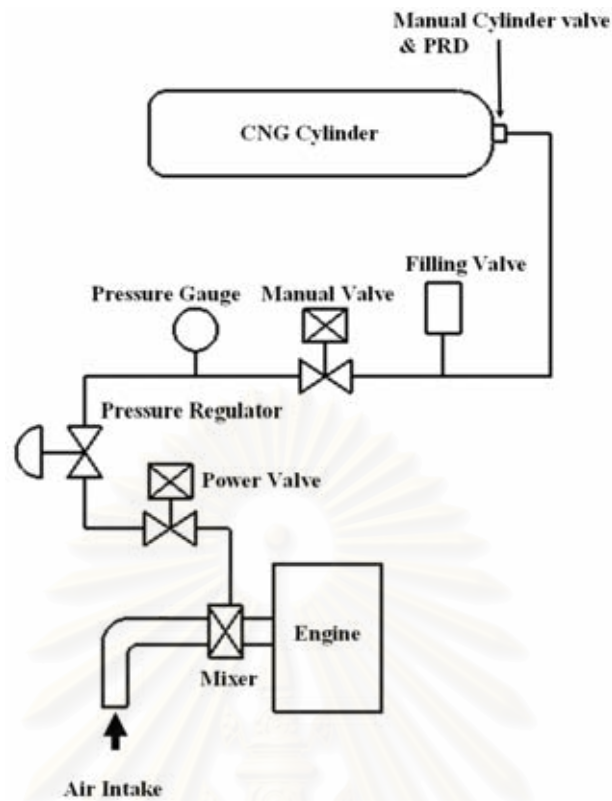 Manual Cylinder valve
& PRD
CNG Cylinder
Filling Valve
Pressure Gauge
Manual Valve
Pressure Regulator
Power Valve
Engine
Mixer
Air Intake